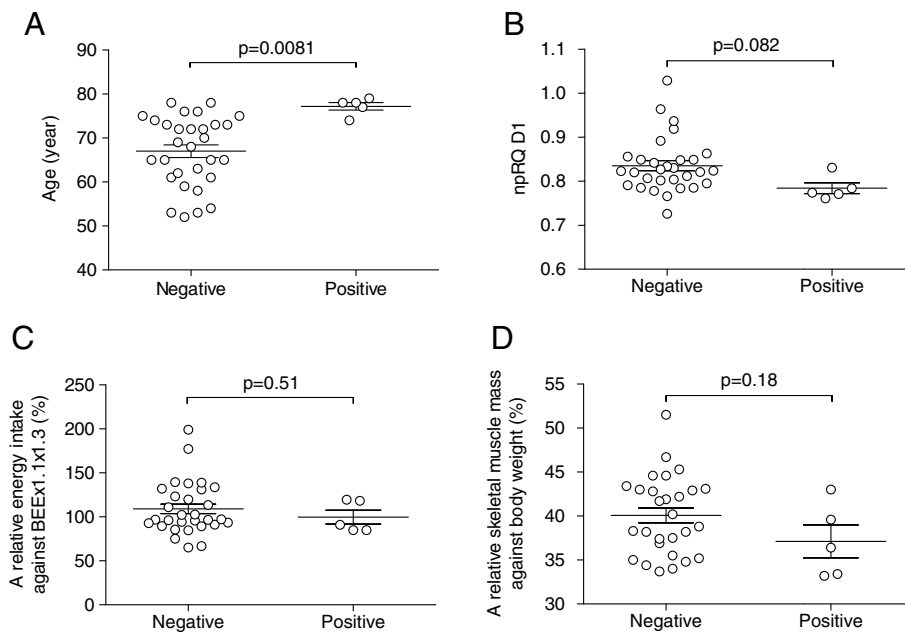 A
p=0.0081
90
80
70
60
50
40
Age (year)
Negative
Positive
B
p=0.082
1.1
1.0
0.9
0.8
0.7
0.6
npRQ D1
Negative
Positive
C
p=0.51
250
200
150
100
50
0
A relative energy intake
against BEEx1.1x1.3 (%)
Negative
Positive
D
p=0.18
55
50
45
40
35
30
A relative skeletal muscle mass
against body weight (%)
Negative
Positive